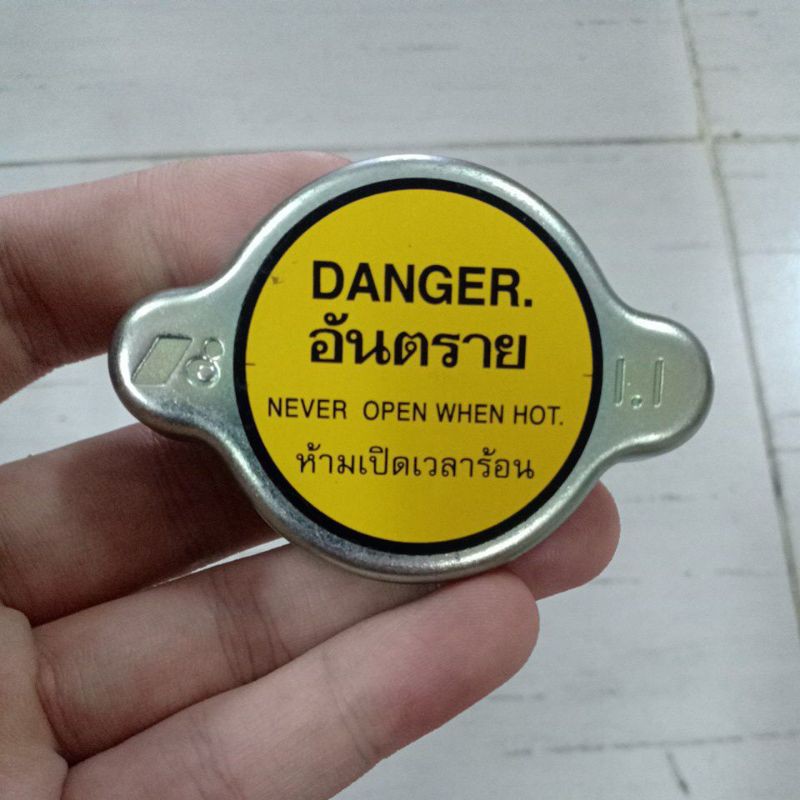 DANGER.
อันตราย
NEVER OPEN WHEN HOT.
ห้ามเปิดเวลาร้อน
1.1